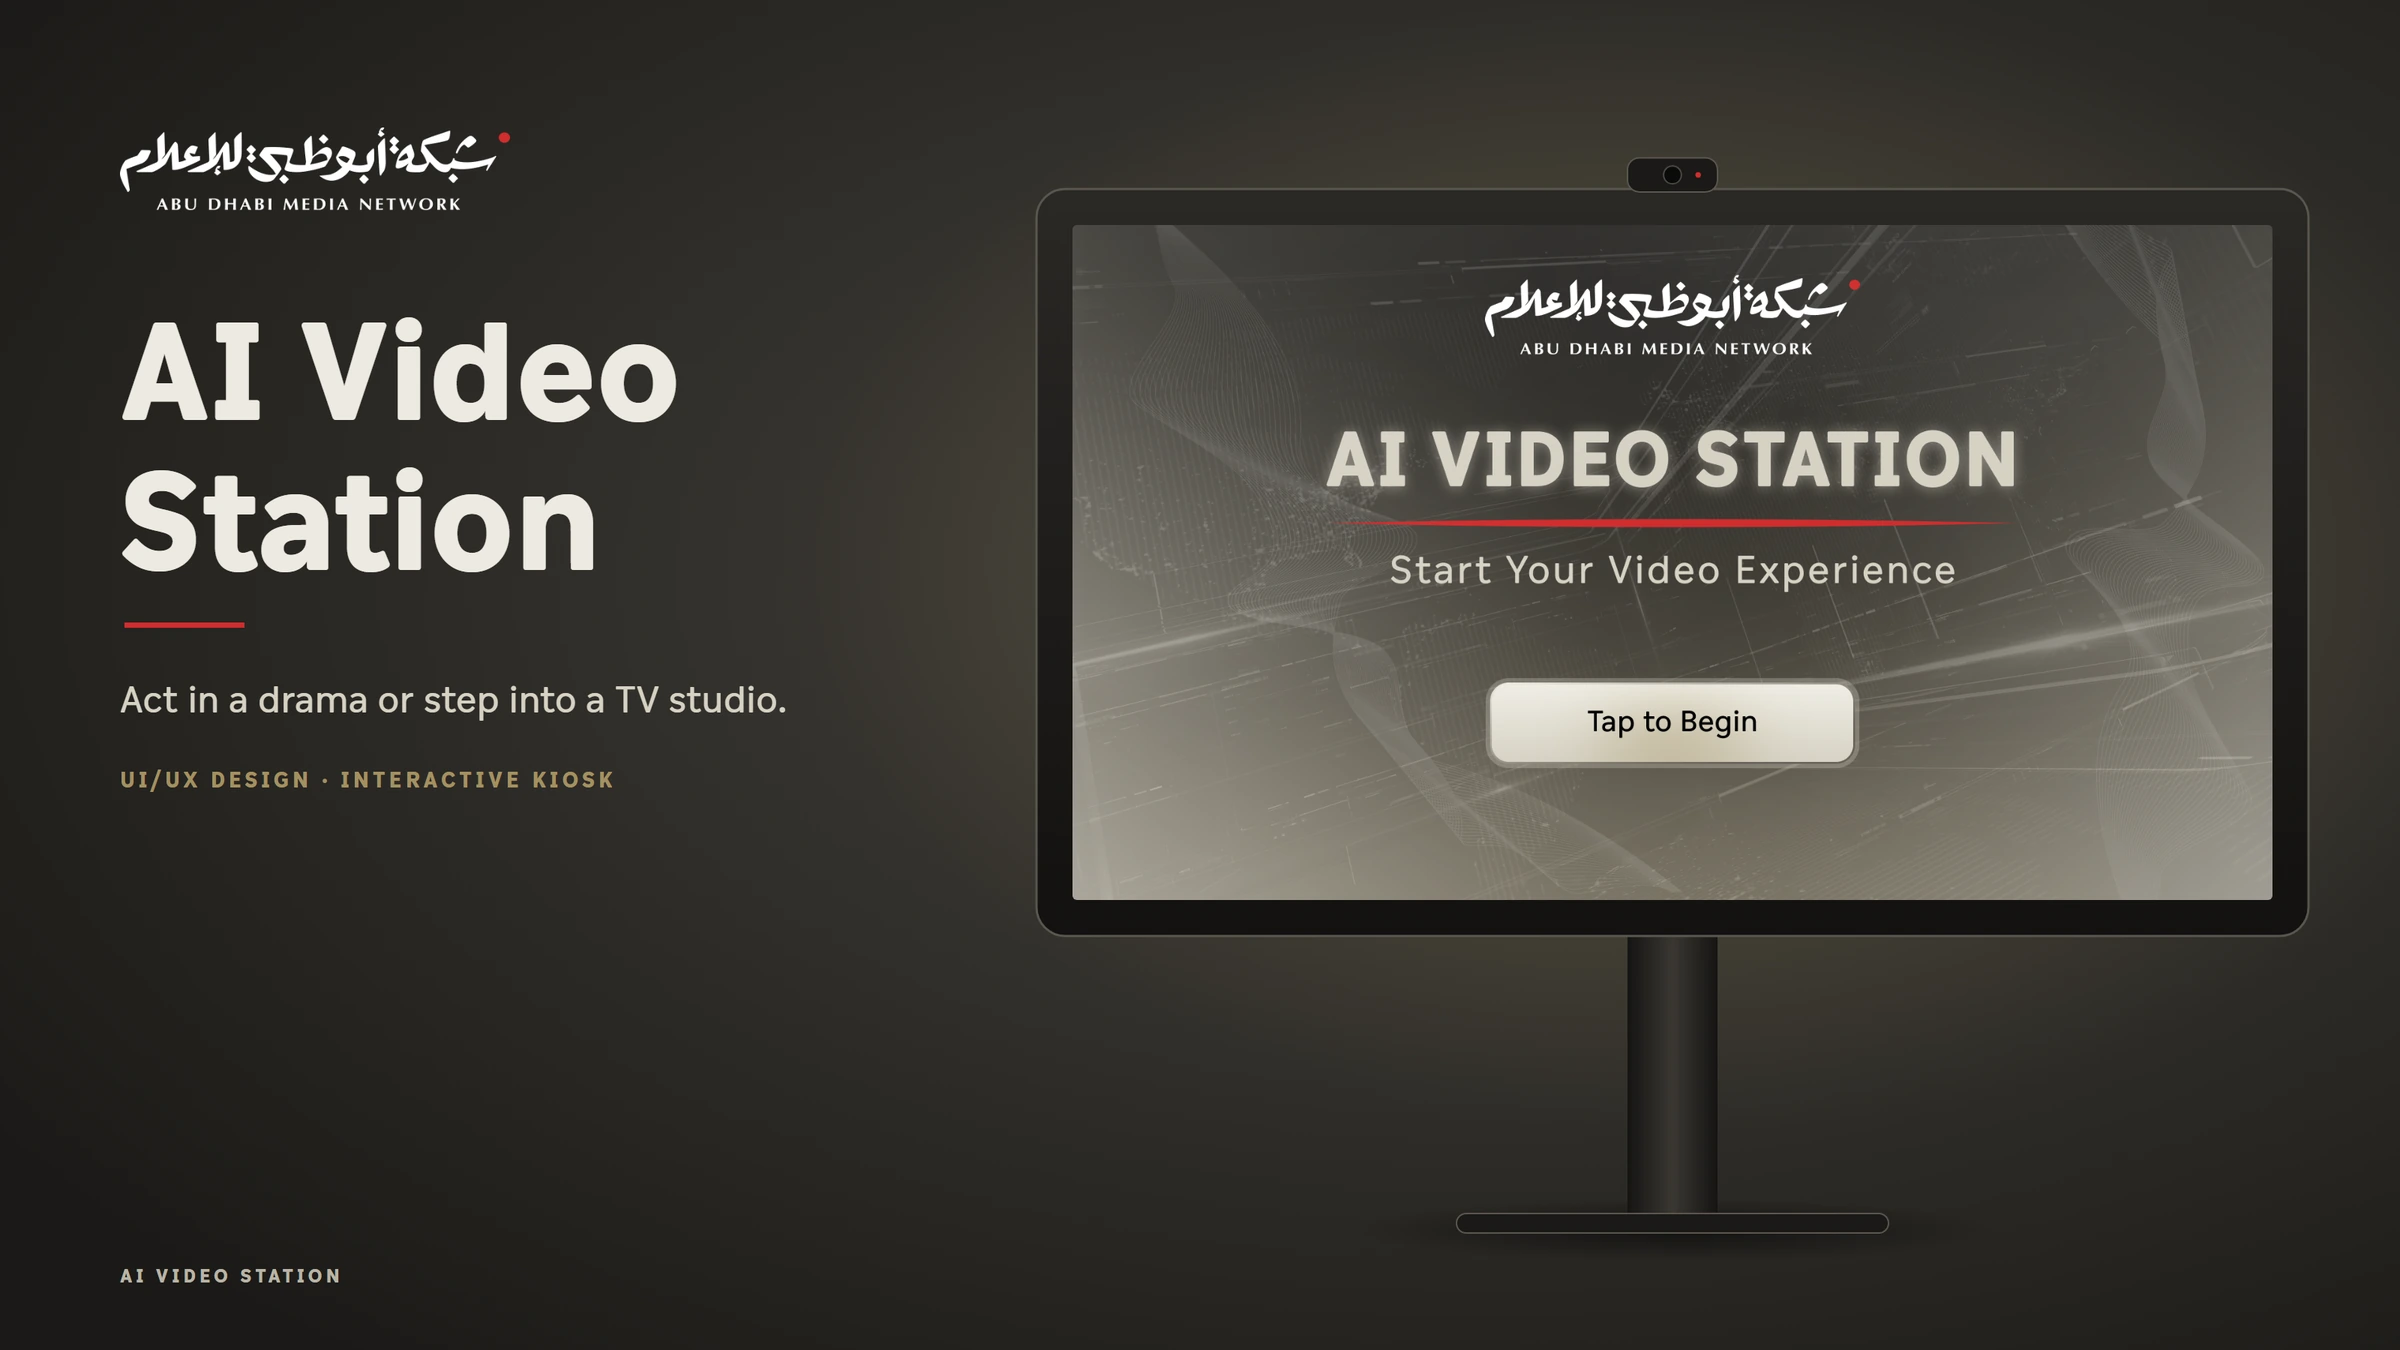 شبكة أبوظبي للإعلام
ABU DHABI MEDIA NETWORK
AI Video
Station
Act in a drama or step into a TV studio.
UI/UX DESIGN · INTERACTIVE KIOSK
AI VIDEO STATION
شبكة أبوظبي للإعلام
ABU DHABI MEDIA NETWORK
AI VIDEO STATION
Start Your Video Experience
Tap to Begin